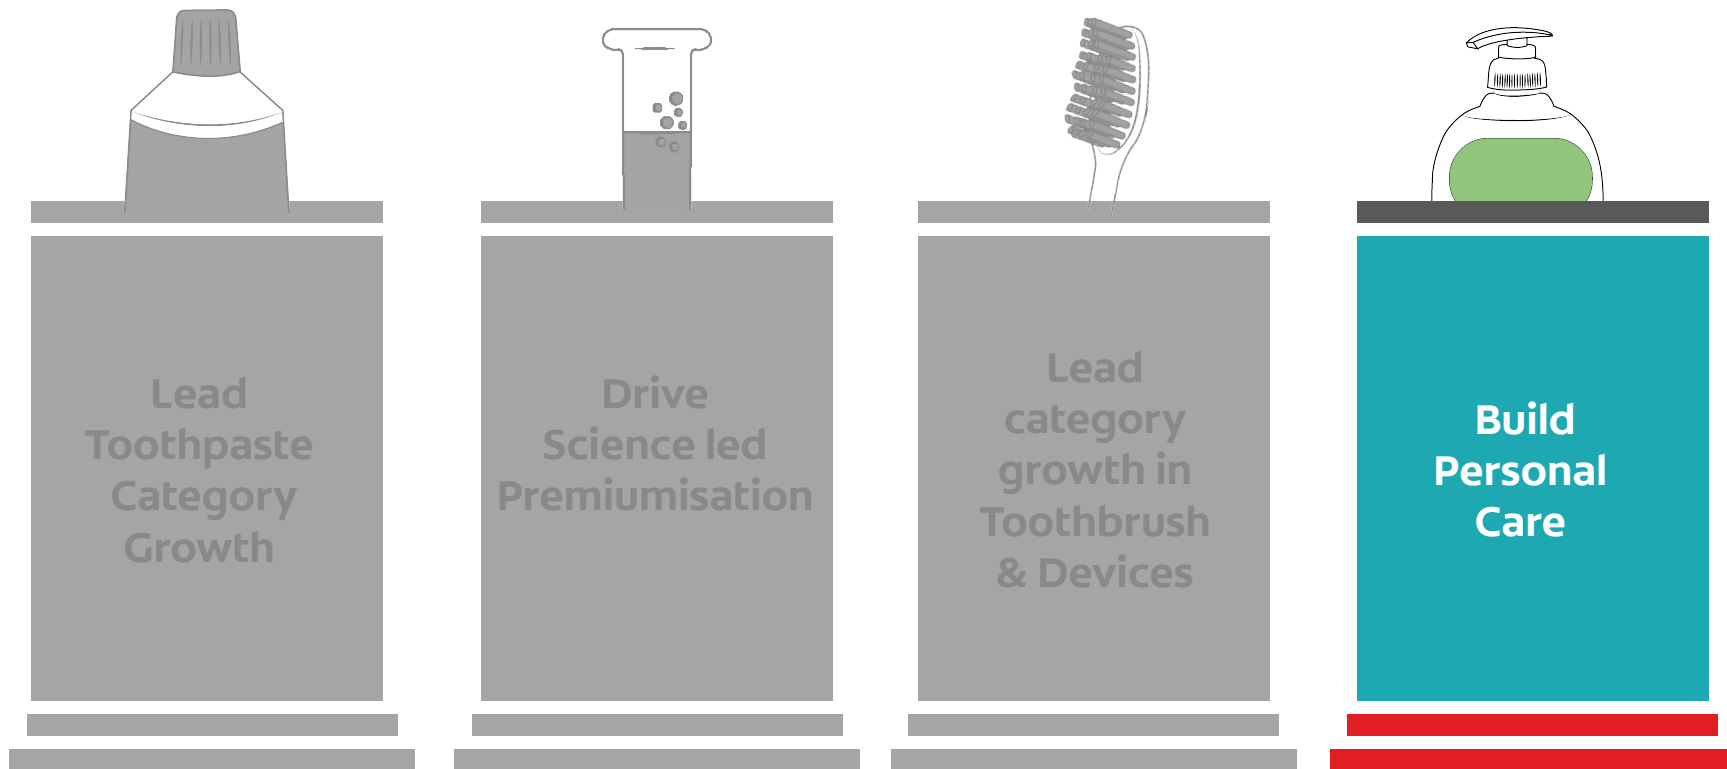 Lead
Toothpaste
Category
Growth
Drive
Science led
Premiumisation
Lead
category
growth in
Toothbrush
& Devices
Build
Personal
Care